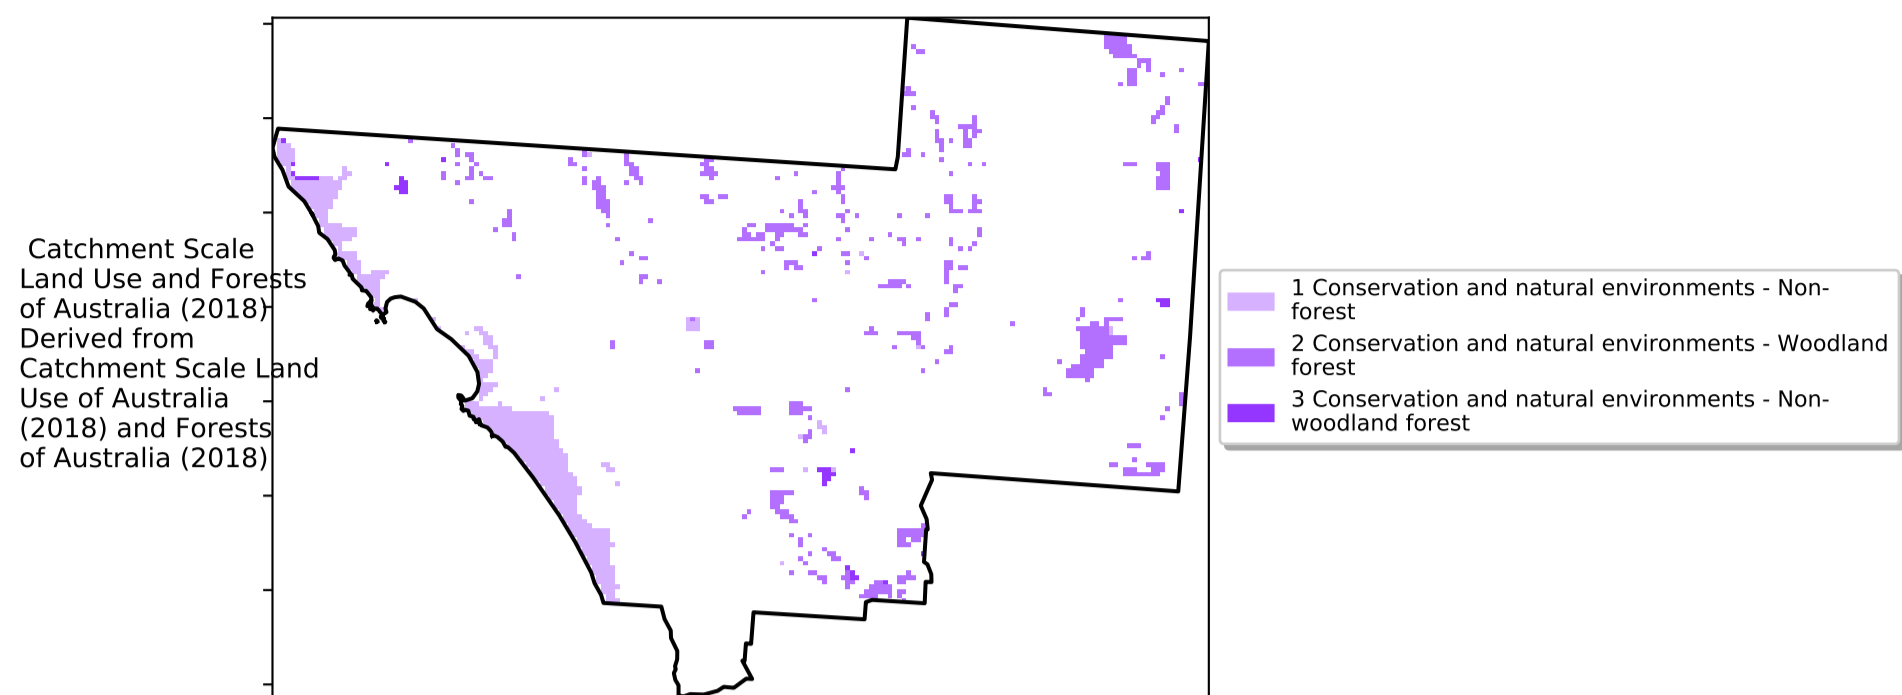 Catchment Scale
Land Use and Forests
of Australia (2018)
Derived from
Catchment Scale Land
Use of Australia
(2018) and Forests
of Australia (2018)
1 Conservation and natural environments - Non-
forest
2 Conservation and natural environments - Woodland
forest
3 Conservation and natural environments - Non-
woodland forest